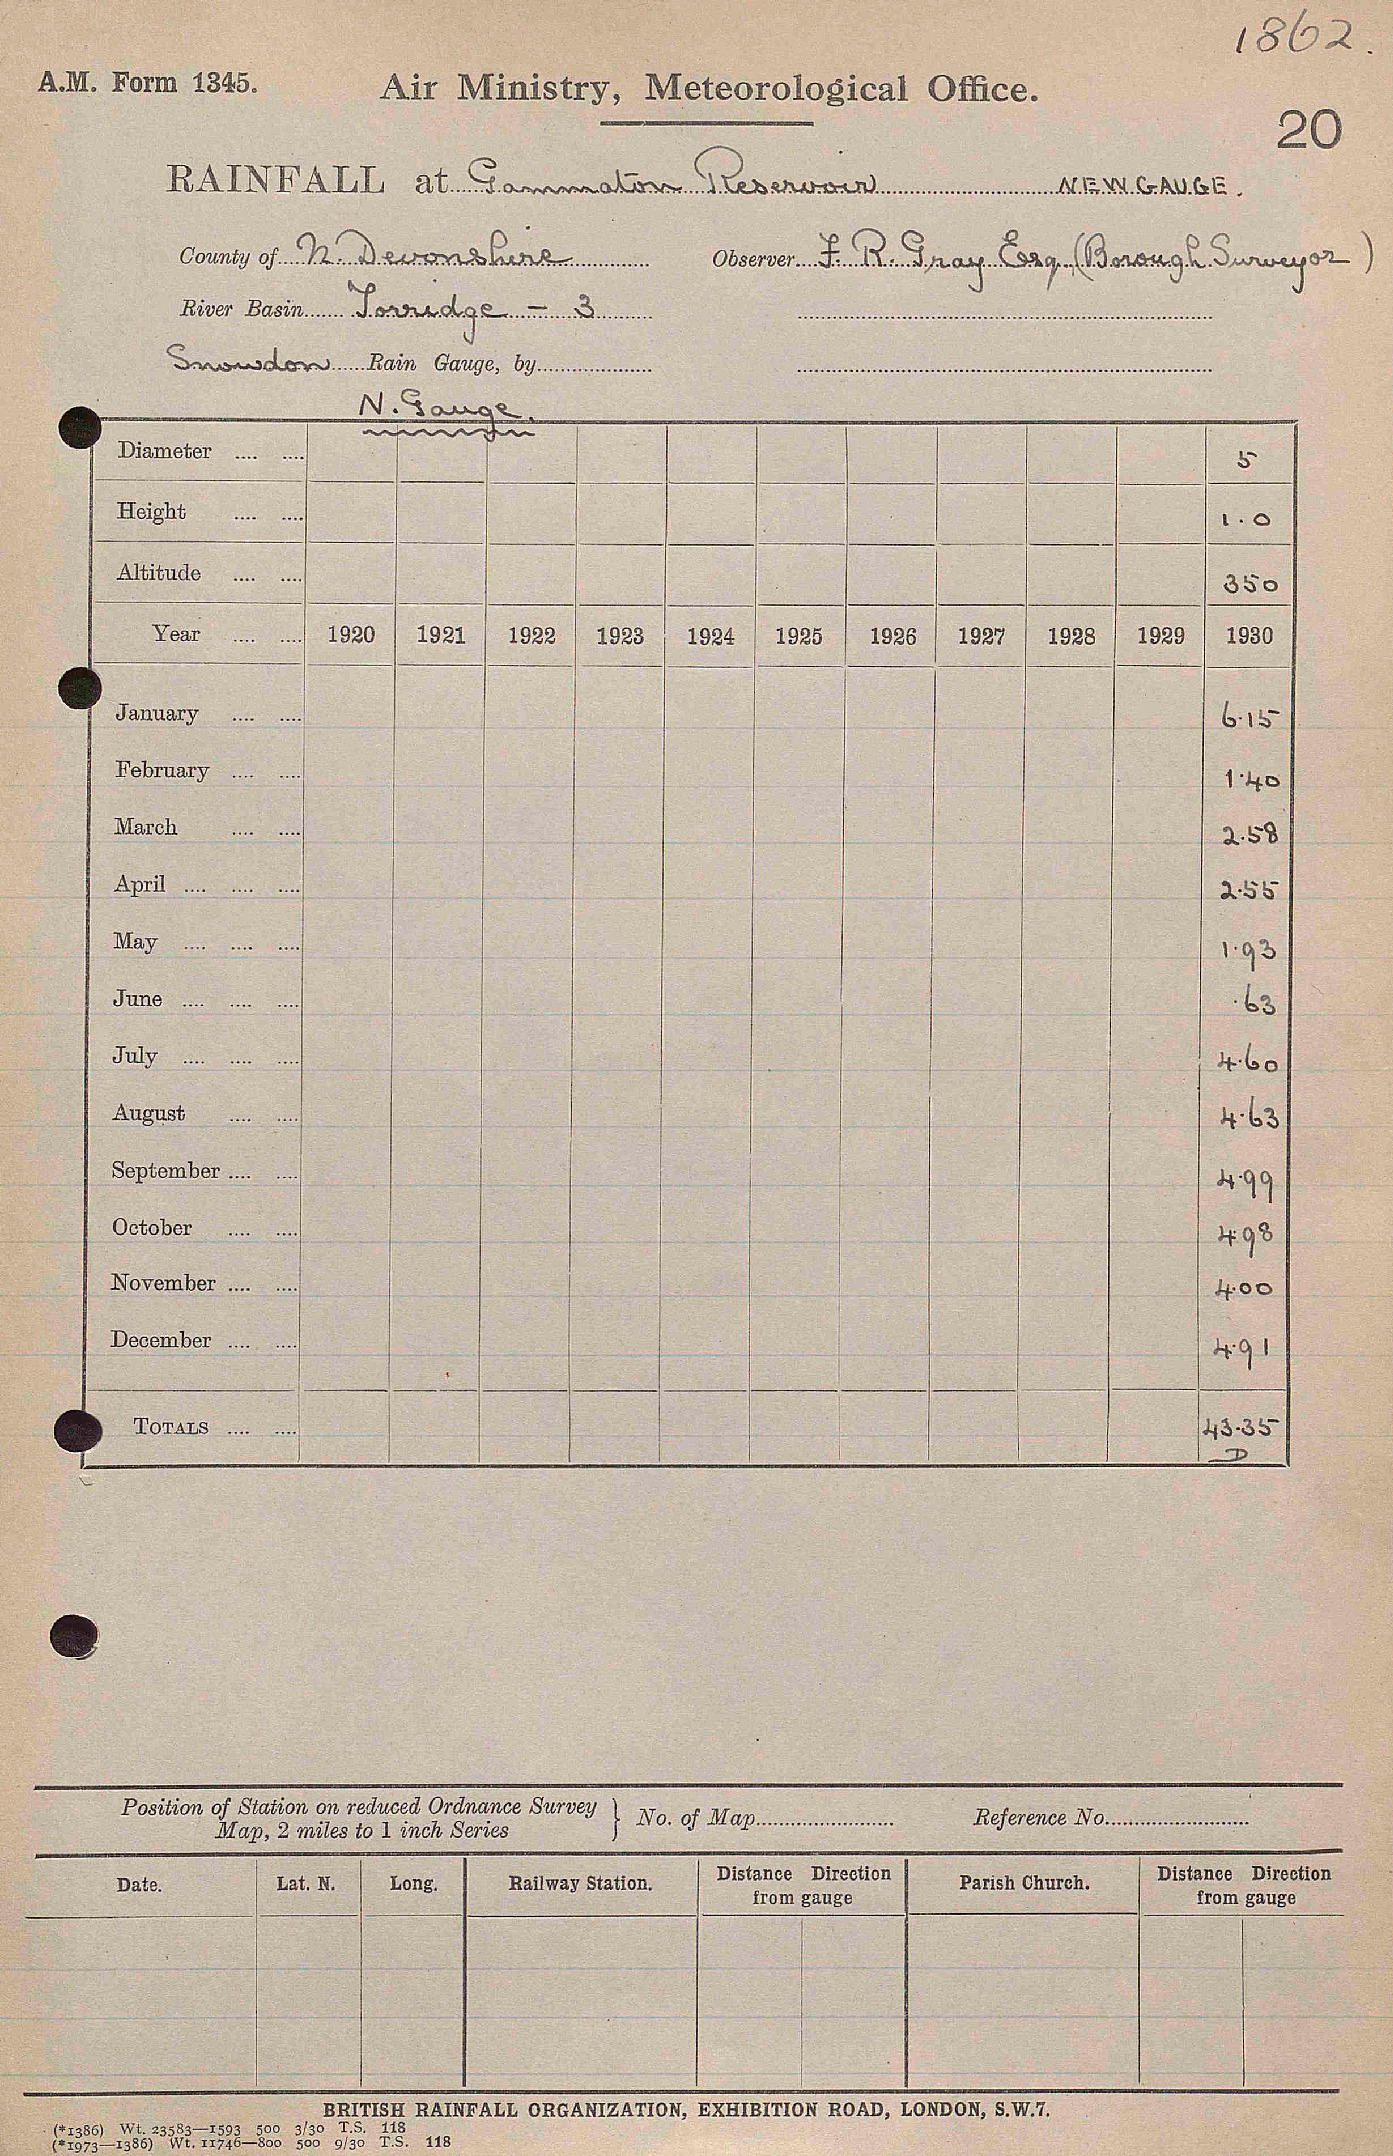 1862.
A.M. Form 1345. Air Ministry, Meteorological Office.
20
RAINFALL at Gammaton Reservoir NEW GAUGE.
County of N. Devonshire Observer F. R. Gray Esq. (Borough Surveyor)
River Basin Torridge - 3
Snowdon Rain Gauge, by
N. Gauge.
Diameter .... .... 5
Height .... .... 1.0
Altitude .... .... 350
Year .... .... 1920 1921 1922 1923 1924 1925 1926 1927 1928 1929 1930
January .... .... 6.15
February .... .... 1.40
March .... .... 2.58
April .... .... .... 2.55
May .... .... .... 1.93
June .... .... .... .63
July .... .... .... 4.60
August .... .... 4.63
September .... .... 4.99
October .... .... 4.98
November .... .... 4.00
December .... .... 4.91
TOTALS .... .... 43.35
D
Position of Station on reduced Ordnance Survey
Map, 2 miles to 1 inch Series } No. of Map Reference No.
Date. Lat. N. Long. Railway Station. Distance Direction from gauge Parish Church. Distance Direction from gauge
BRITISH RAINFALL ORGANIZATION, EXHIBITION ROAD, LONDON, S.W.7.
(*1386) Wt. 23583—1593 500 3/30 T.S. 118
(*1973—1386) Wt. 11746—800 500 9/30 T.S. 118